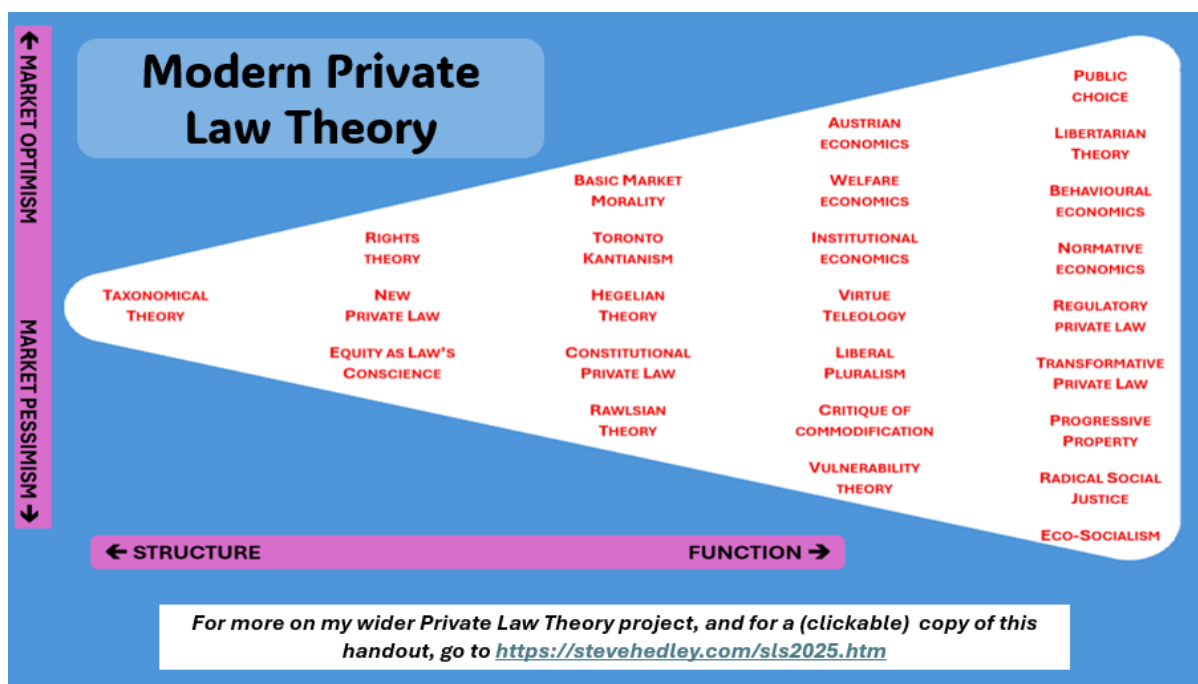 ← MARKET OPTIMISM
MARKET PESSIMISM →
Modern Private
Law Theory
TAXONOMICAL
THEORY
RIGHTS
THEORY
NEW
PRIVATE LAW
EQUITY AS LAW'S
CONSCIENCE
BASIC MARKET
MORALITY
TORONTO
KANTIANISM
HEGELIAN
THEORY
CONSTITUTIONAL
PRIVATE LAW
RAWLSIAN
THEORY
AUSTRIAN
ECONOMICS
WELFARE
ECONOMICS
INSTITUTIONAL
ECONOMICS
VIRTUE
TELEOLOGY
LIBERAL
PLURALISM
CRITIQUE OF
COMMODIFICATION
VULNERABILITY
THEORY
PUBLIC
CHOICE
LIBERTARIAN
THEORY
BEHAVIOURAL
ECONOMICS
NORMATIVE
ECONOMICS
REGULATORY
PRIVATE LAW
TRANSFORMATIVE
PRIVATE LAW
PROGRESSIVE
PROPERTY
RADICAL SOCIAL
JUSTICE
ECO-SOCIALISM
← STRUCTURE
FUNCTION →
For more on my wider Private Law Theory project, and for a (clickable) copy of this
handout, go to https://stevehedley.com/sls2025.htm